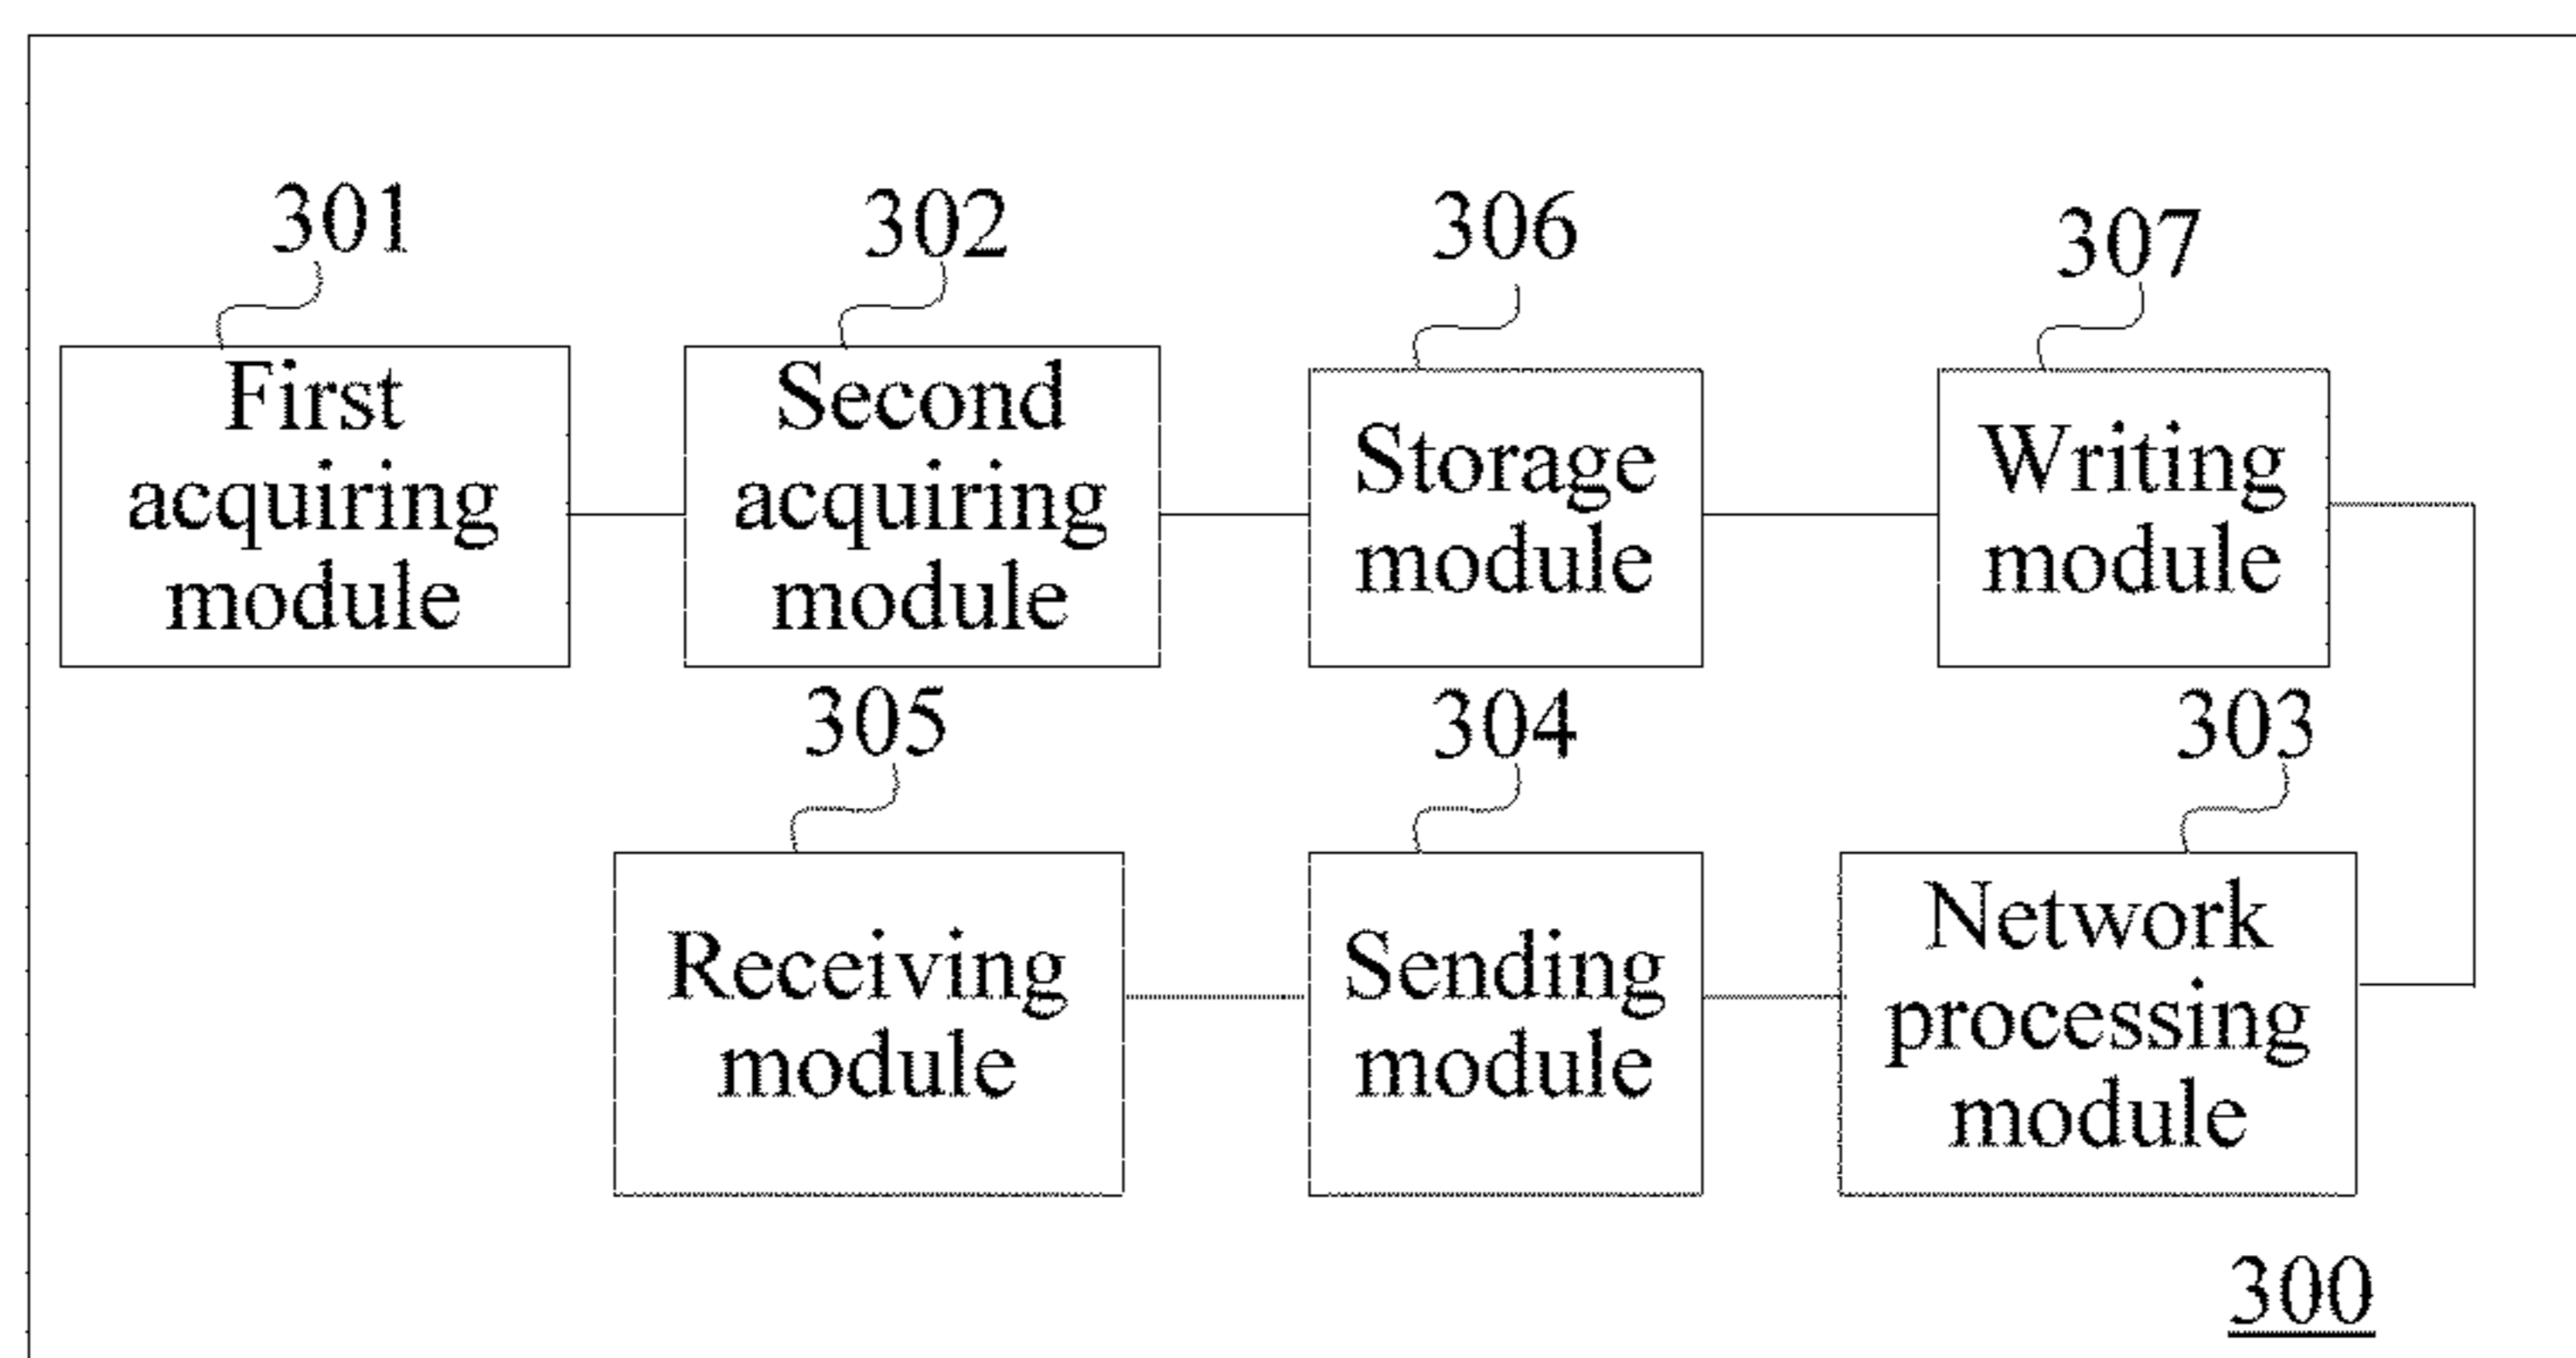 301
302
306
307
First
acquiring
module
Second
acquiring
module
Storage
module
Writing
module
305
304
303
Receiving
module
Sending
module
Network
processing
module
300